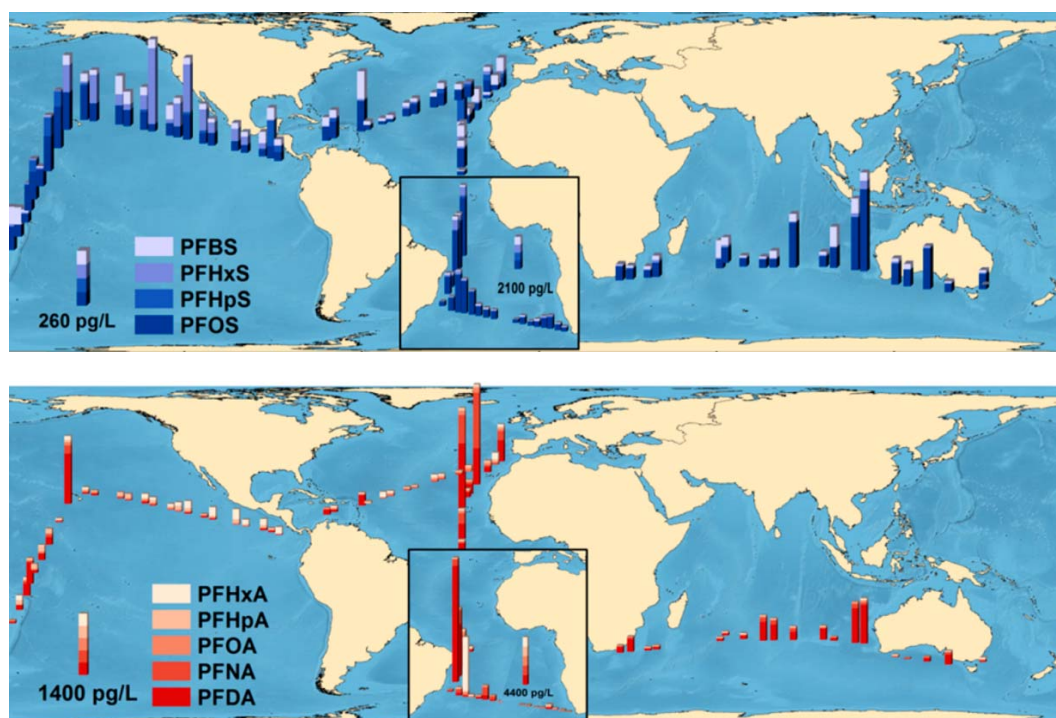 PFBS
PFHxS
PFHpS
PFOS
260 pg/L
2100 pg/L
PFHxA
PFHpA
PFOA
PFNA
PFDA
1400 pg/L
4400 pg/L